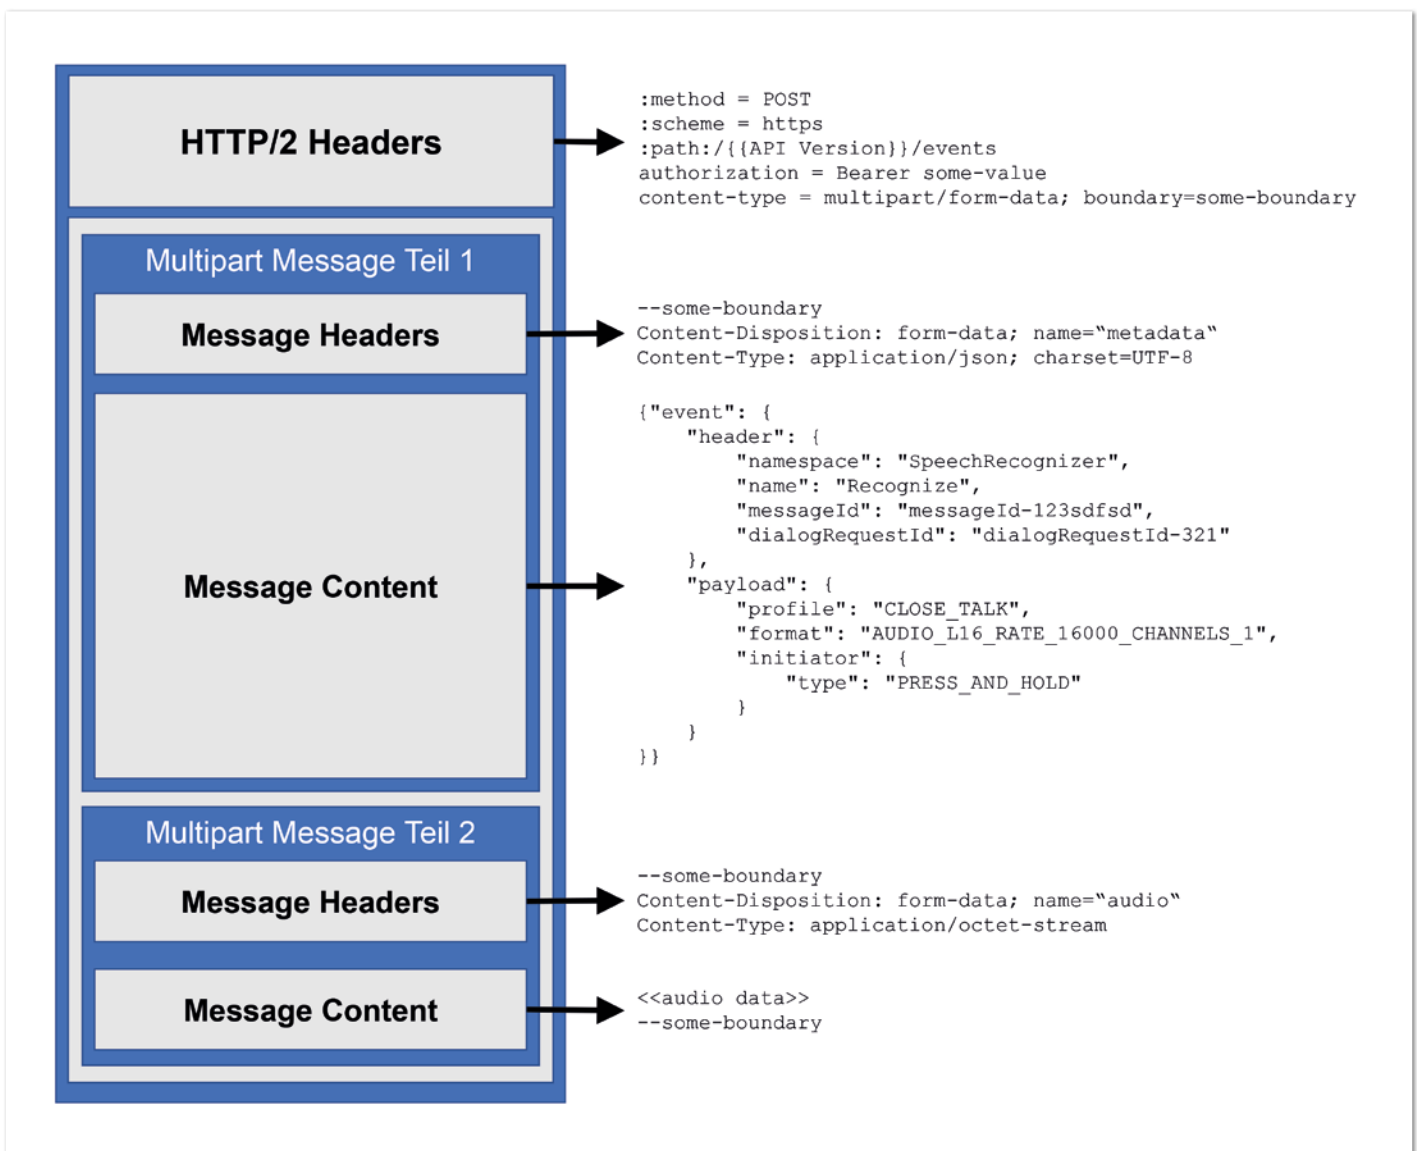 HTTP/2 Headers
:method = POST
:scheme = https
:path:/{{API Version}}/events
authorization = Bearer some-value
content-type = multipart/form-data; boundary=some-boundary
Multipart Message Teil 1
Message Headers
--some-boundary
Content-Disposition: form-data; name=“metadata“
Content-Type: application/json; charset=UTF-8
Message Content
{"event": {
    "header": {
        "namespace": "SpeechRecognizer",
        "name": "Recognize",
        "messageId": "messageId-123sdfsd",
        "dialogRequestId": "dialogRequestId-321"
    },
    "payload": {
        "profile": "CLOSE_TALK",
        "format": "AUDIO_L16_RATE_16000_CHANNELS_1",
        "initiator": {
            "type": "PRESS_AND_HOLD"
        }
    }
}}
Multipart Message Teil 2
Message Headers
--some-boundary
Content-Disposition: form-data; name=“audio“
Content-Type: application/octet-stream
Message Content
<<audio data>>
--some-boundary